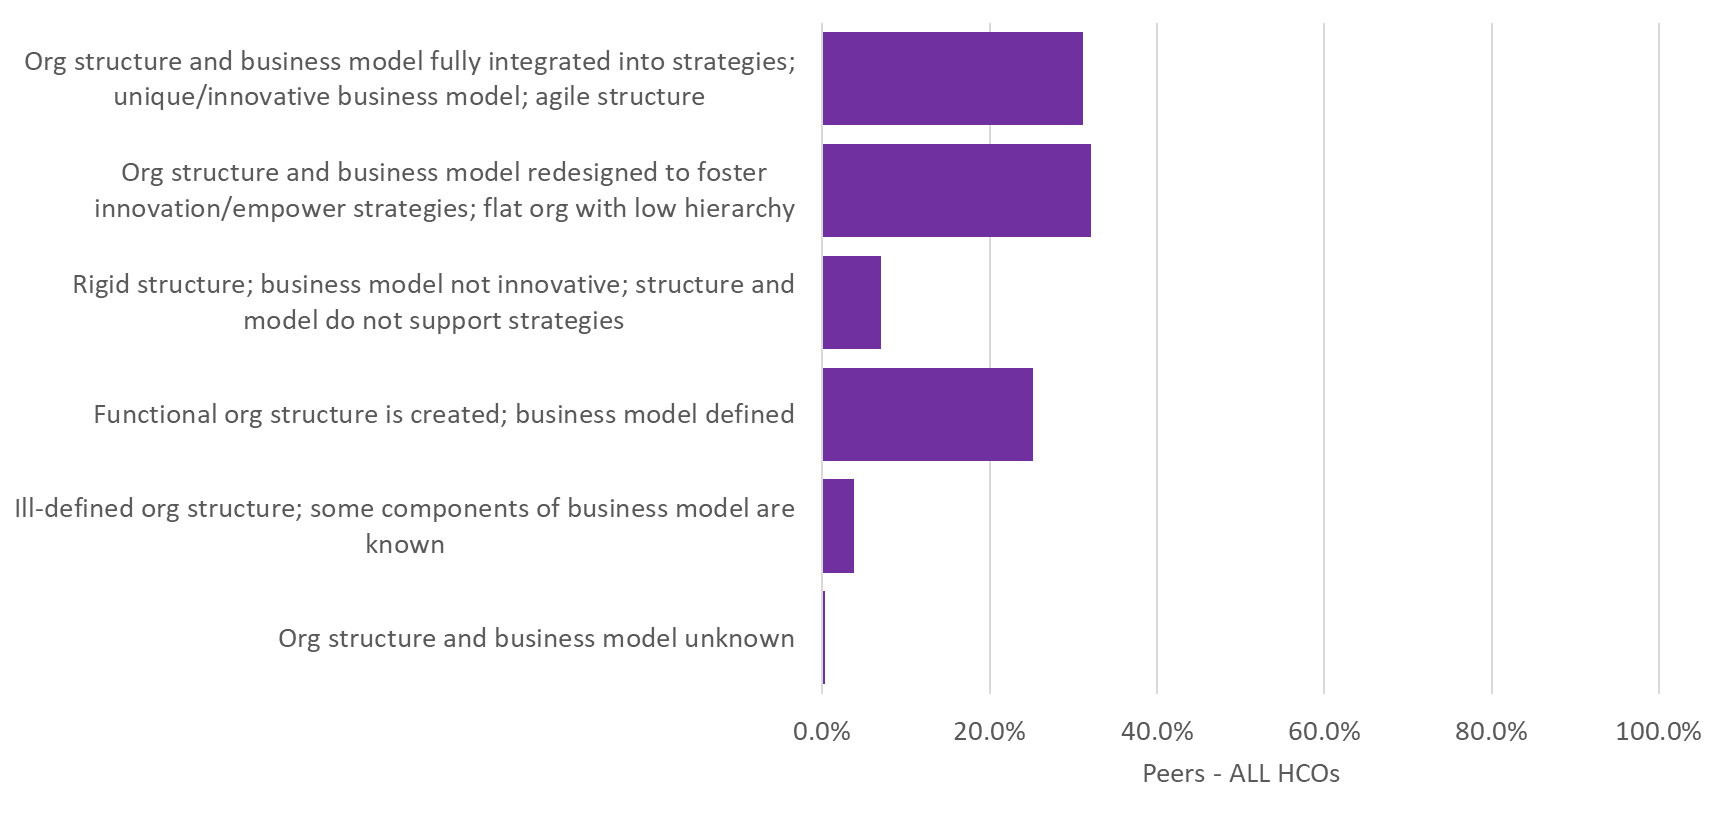 Org structure and business model fully integrated into strategies;
unique/innovative business model; agile structure
Org structure and business model redesigned to foster
innovation/empower strategies; flat org with low hierarchy
Rigid structure; business model not innovative; structure and
model do not support strategies
Functional org structure is created; business model defined
Ill-defined org structure; some components of business model are
known
Org structure and business model unknown
0.0% 20.0% 40.0% 60.0% 80.0% 100.0%
Peers - ALL HCOs